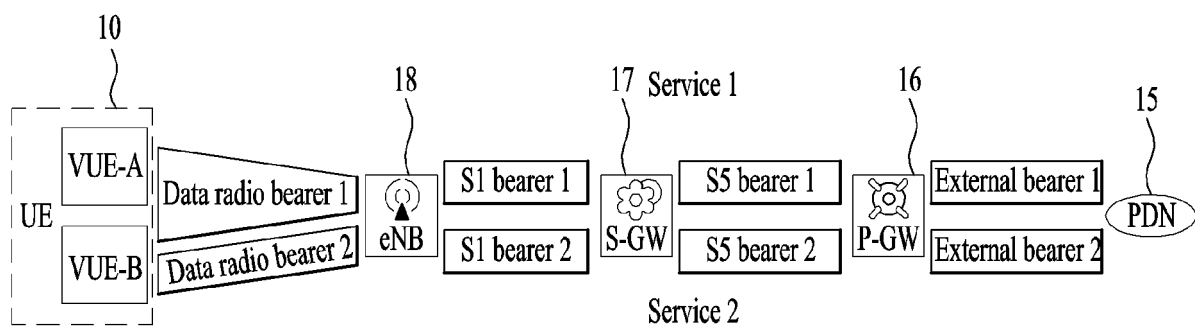 10
18
17
Service 1
16
15
UE
VUE-A
VUE-B
Data radio bearer 1
Data radio bearer 2
eNB
S1 bearer 1
S1 bearer 2
S-GW
S5 bearer 1
S5 bearer 2
P-GW
External bearer 1
External bearer 2
PDN
Service 2